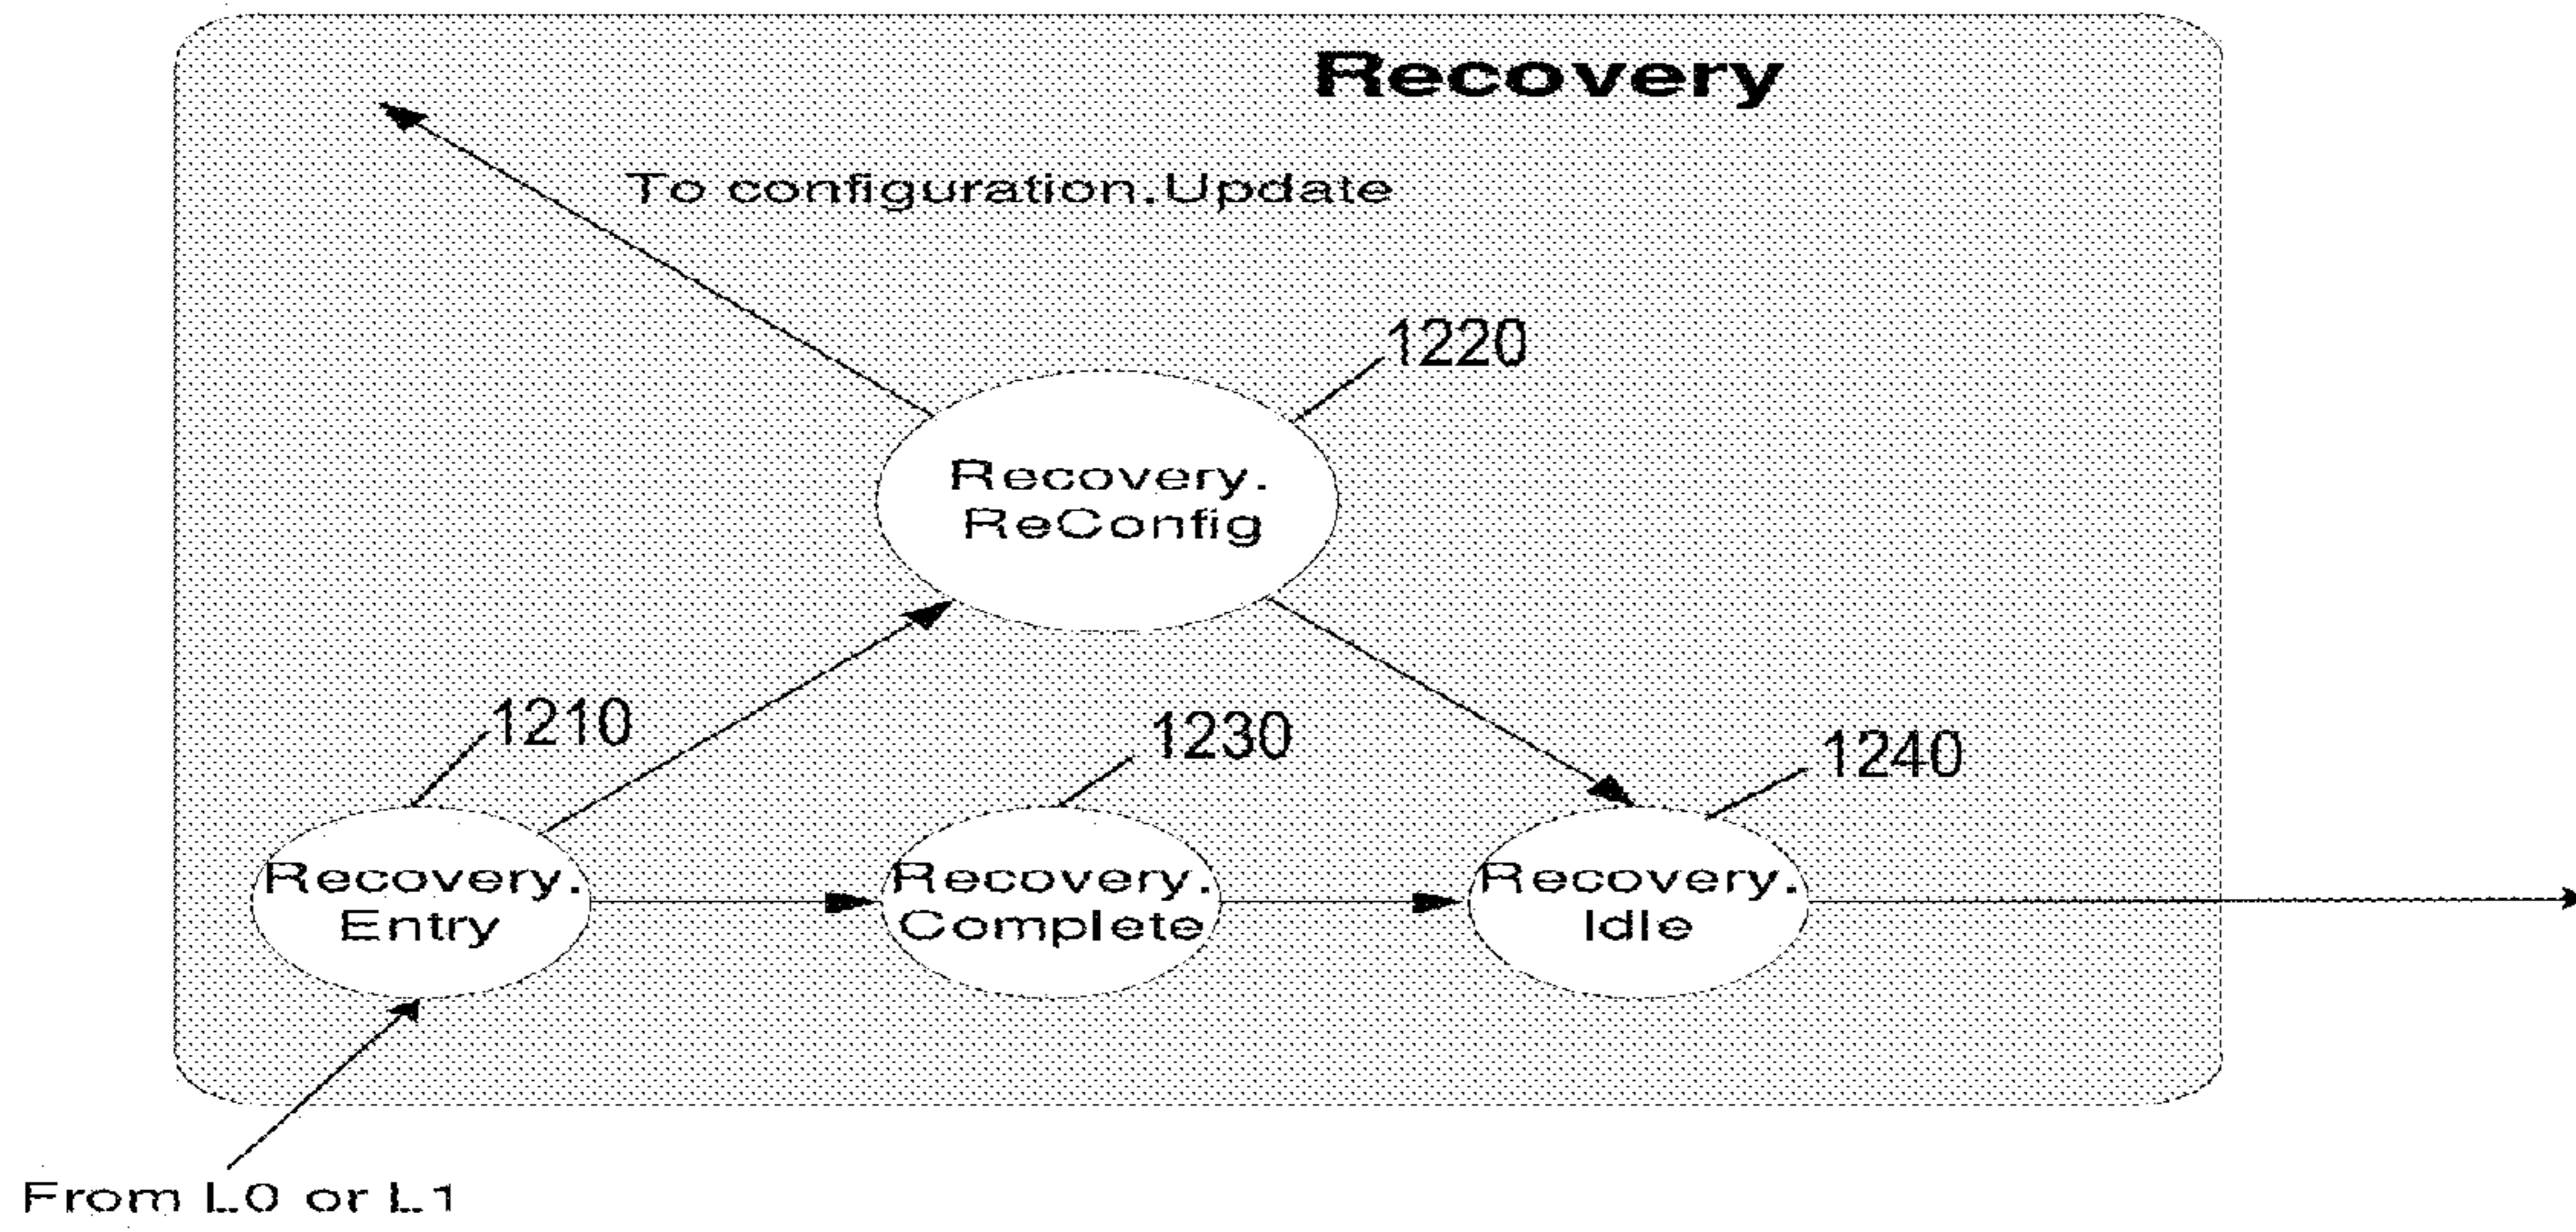 Recovery
To configuration.Update
1220
Recovery.
ReConfig
1210
1230
1240
Recovery.
Entry
Recovery.
Complete
Recovery.
Idle
From L0 or L1